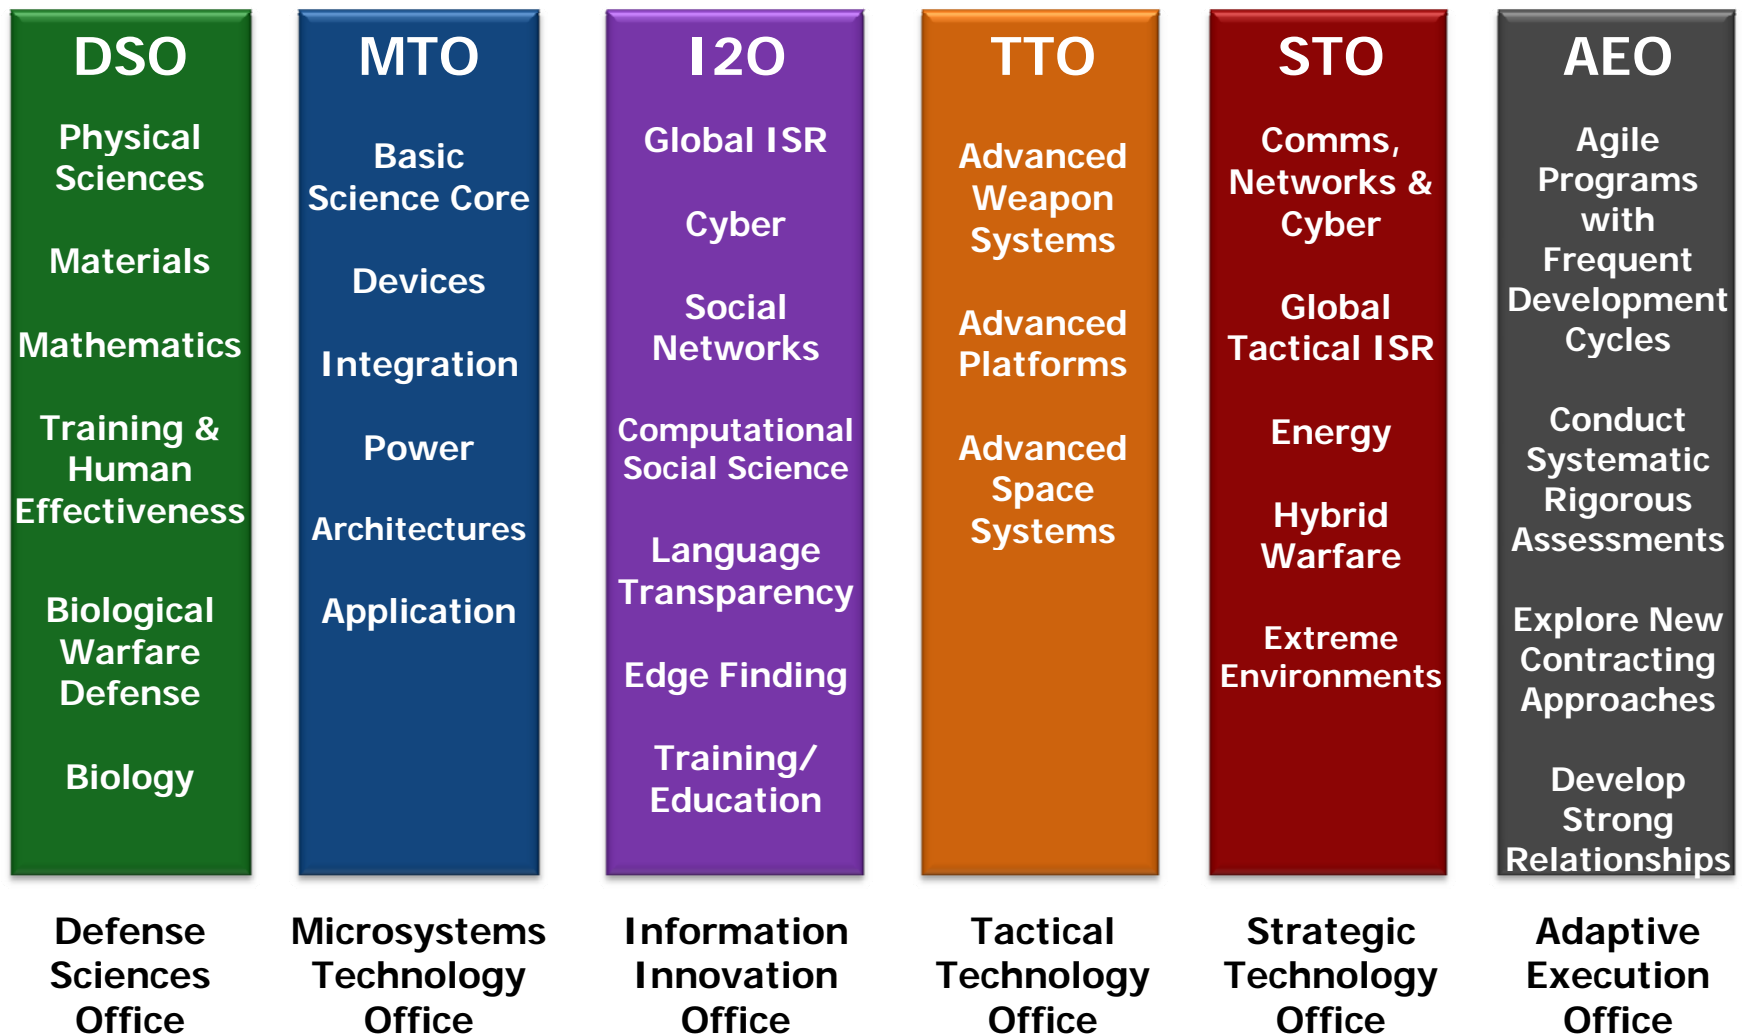 DSO
Physical
Sciences
Materials
Mathematics
Training &
Human
Effectiveness
Biological
Warfare
Defense
Biology
Defense
Sciences
Office
MTO
Basic
Science Core
Devices
Integration
Power
Architectures
Application
Microsystems
Technology
Office
I2O
Global ISR
Cyber
Social
Networks
Computational
Social Science
Language
Transparency
Edge Finding
Training/
Education
Information
Innovation
Office
TTO
Advanced
Weapon
Systems
Advanced
Platforms
Advanced
Space
Systems
Tactical
Technology
Office
STO
Comms,
Networks &
Cyber
Global
Tactical ISR
Energy
Hybrid
Warfare
Extreme
Environments
Strategic
Technology
Office
AEO
Agile
Programs
with
Frequent
Development
Cycles
Conduct
Systematic
Rigorous
Assessments
Explore New
Contracting
Approaches
Develop
Strong
Relationships
Adaptive
Execution
Office